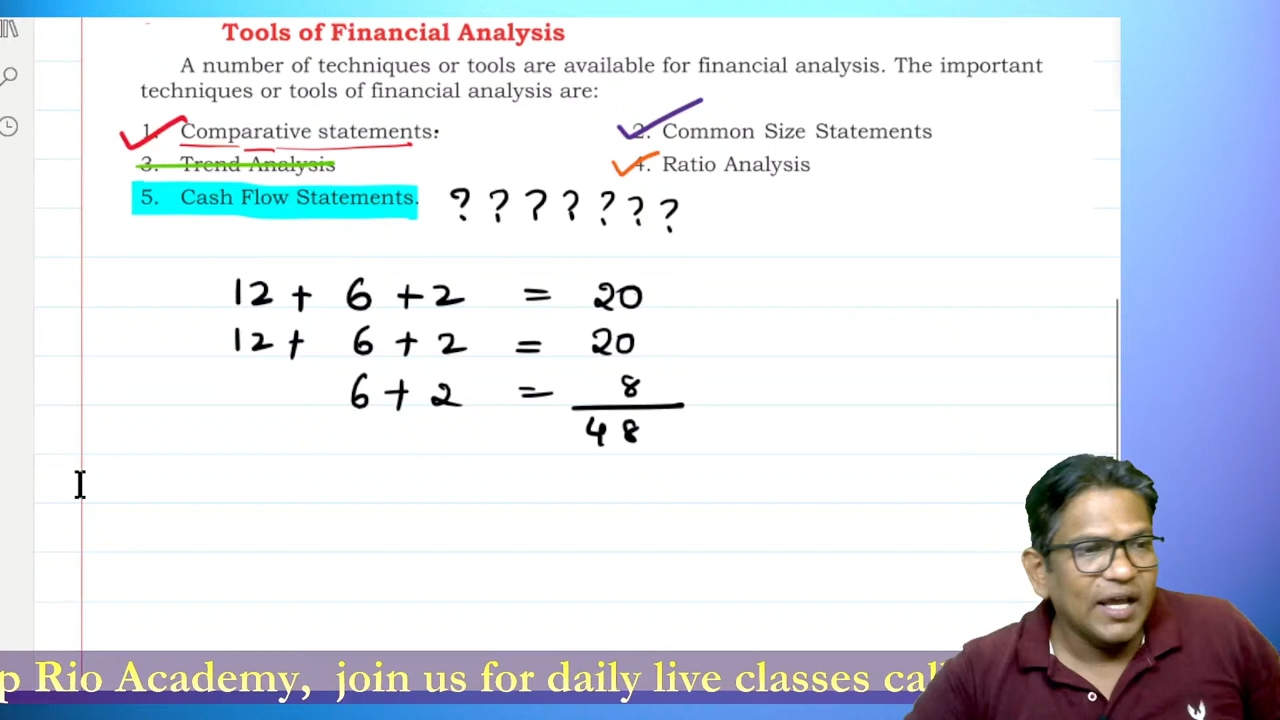 Tools of Financial Analysis
A number of techniques or tools are available for financial analysis. The important
techniques or tools of financial analysis are:
1. Comparative statements. 2. Common Size Statements
3. Trend Analysis 4. Ratio Analysis
5. Cash Flow Statements. ? ? ? ? ? ? ?
12 + 6 + 2 = 20
12 + 6 + 2 = 20
6 + 2 = 8
48
p Rio Academy, join us for daily live classes cal